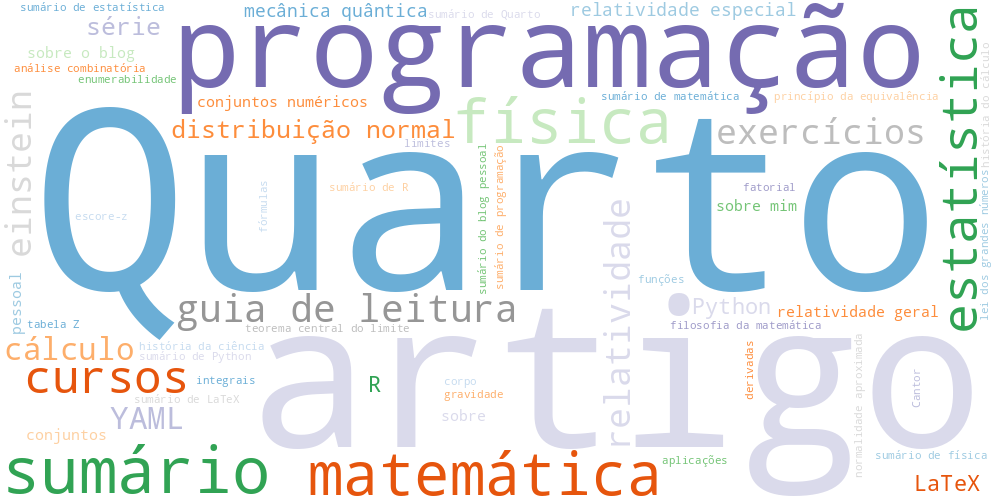 sumário de estatística
mecânica quântica
sumário de Quarto
relatividade especial
série
programação
estatística
sobre o blog
análise combinatória
enumerabilidade
conjuntos numéricos
sumário de matemática
princípio da equivalência
história do cálculo
einstein
distribuição normal
física
exercícios
limites
Quarto
sumário do blog pessoal
sumário de programação
sumário de R
fórmulas
fatorial
sobre mim
escore-z
relatividade
lei dos grandes números
funções
pessoal
guia de leitura
Python
relatividade geral
tabela Z
teorema central do limite
filosofia da matemática
artigo
cálculo
história da ciência
sumário de Python
cursos
integrais
R
corpo
gravidade
derivadas
normalidade aproximada
Cantor
sumário de LaTeX
YAML
sobre
conjuntos
sumário
matemática
aplicações
sumário de física
LaTeX